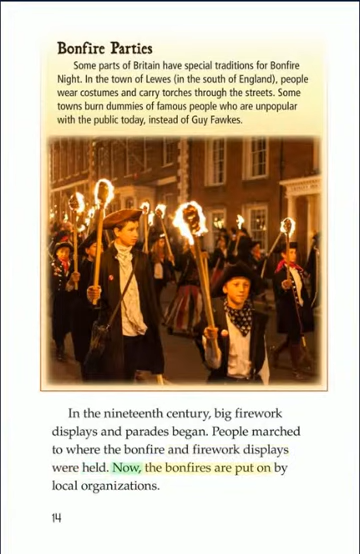 Bonfire Parties
Some parts of Britain have special traditions for Bonfire
Night. In the town of Lewes (in the south of England), people
wear costumes and carry torches through the streets. Some
towns burn dummies of famous people who are unpopular
with the public today, instead of Guy Fawkes.
In the nineteenth century, big firework
displays and parades began. People marched
to where the bonfire and firework displays
were held. Now, the bonfires are put on by
local organizations.
14